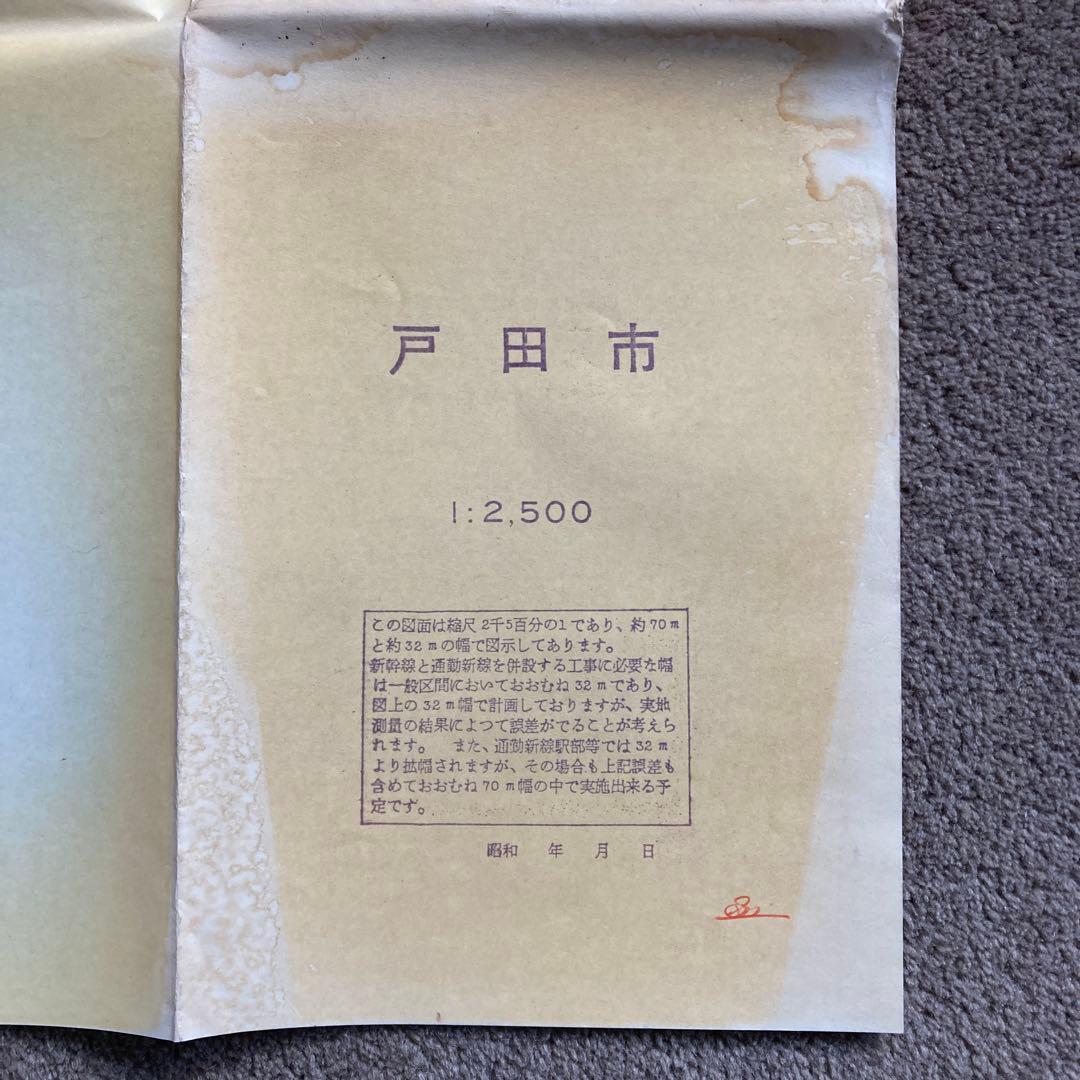 戸田市
1:2,500
この図面は縮尺2千5百分の1であり、約70m
と約32mの幅で図示してあります。
新幹線と通勤新線を併設する工事に必要な幅
は一般区間においておおむね32mであり、
図上の32m幅で計画しておりますが、実地
測量の結果によつて誤差がでることが考えら
れます。 また、通勤新線駅部等では32m
より拡幅されますが、その場合も上記誤差も
含めておおむね70m幅の中で実施出来る予
定です。
昭和 年 月 日